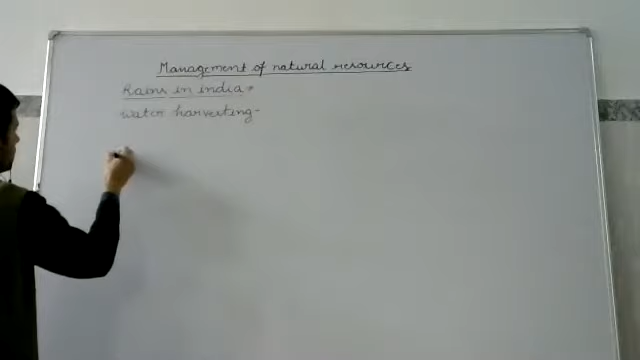 Management of natural resources
Rains in india →
Water harvesting -